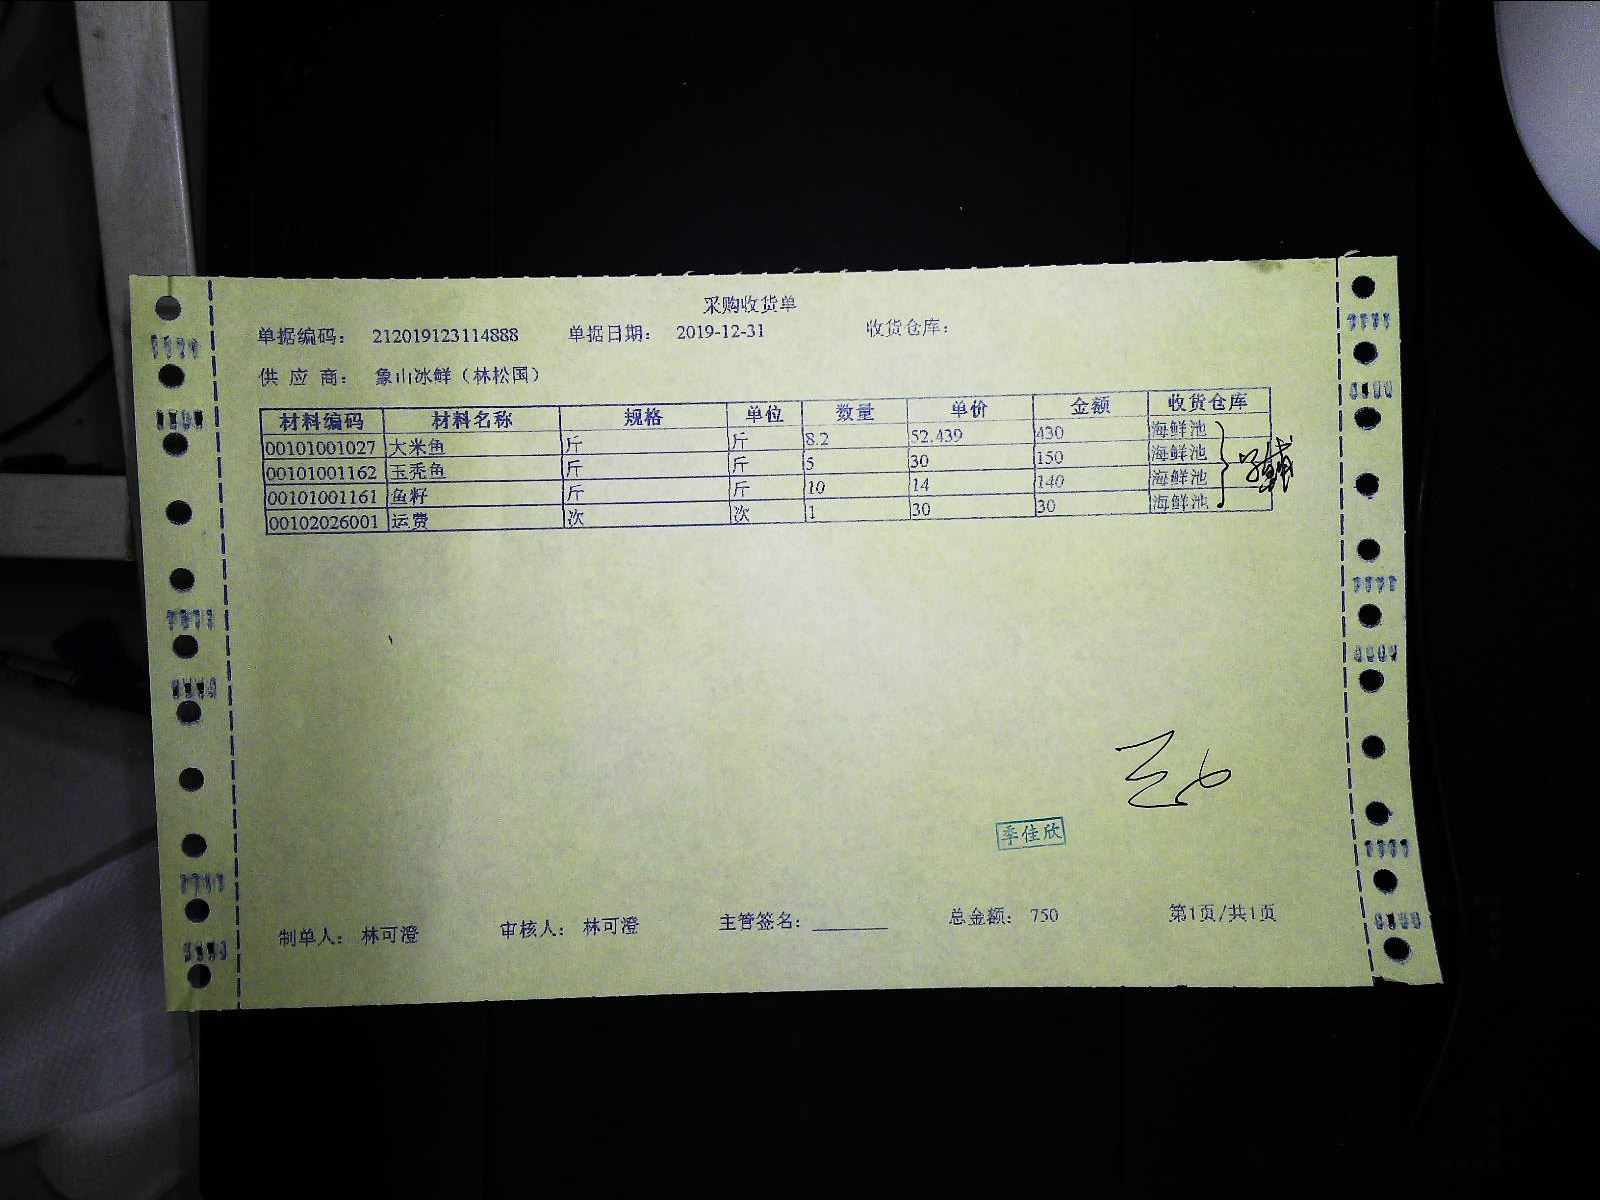 采购收货单
单据编码： 212019123114888 单据日期： 2019-12-31 收货仓库：
供 应 商： 象山冰鲜（林松国）
材料编码 材料名称 规格 单位 数量 单价 金额 收货仓库
00101001027 大米鱼 斤 斤 8.2 52.439 430 海鲜池
00101001162 玉秃鱼 斤 斤 5 30 150 海鲜池
00101001161 鱼籽 斤 斤 10 14 140 海鲜池
00102026001 运费 次 次 1 30 30 海鲜池
季佳欣
制单人： 林可澄 审核人： 林可澄 主管签名： 总金额： 750 第1页/共1页